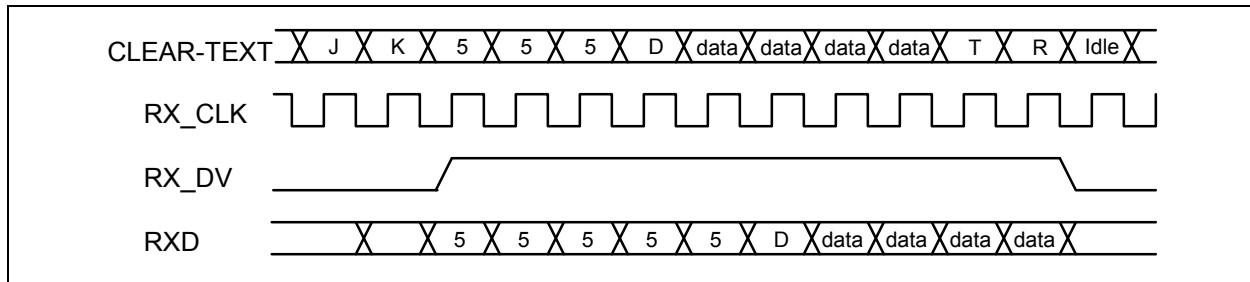 CLEAR-TEXT J K 5 5 5 D data data data data T R Idle
RX_CLK
RX_DV
RXD 5 5 5 5 5 D data data data data